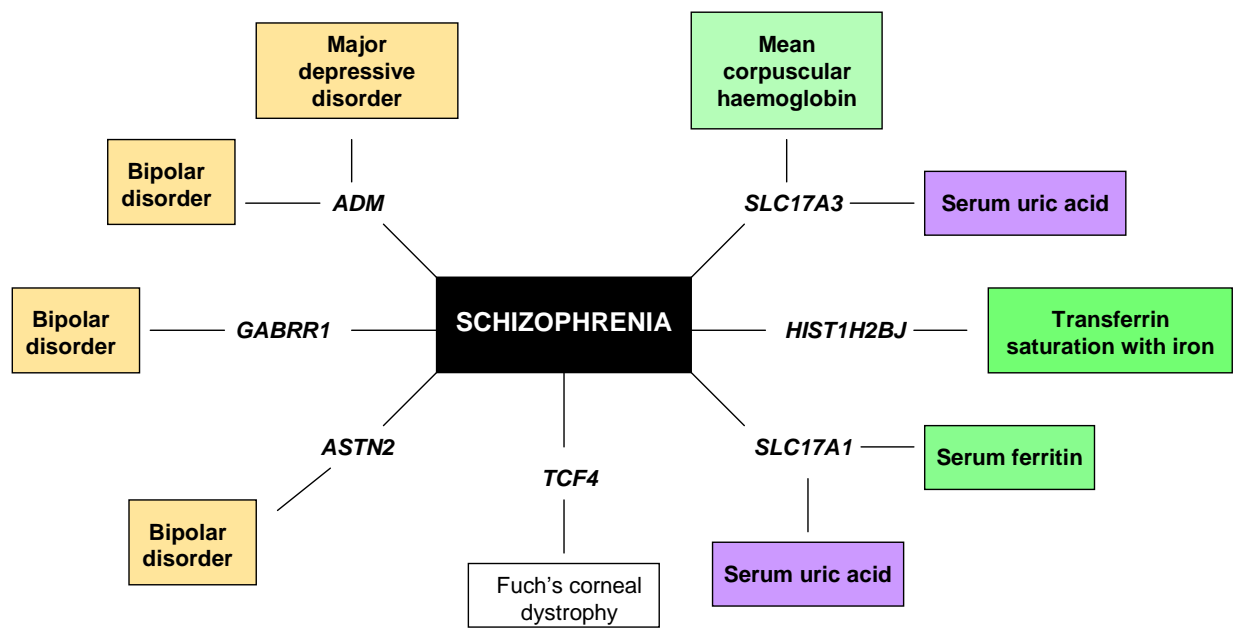 Major
depressive
disorder
Mean
corpuscular
haemoglobin
Bipolar
disorder
ADM
SLC17A3
Serum uric acid
Bipolar
disorder
GABRR1
SCHIZOPHRENIA
HIST1H2BJ
Transferrin
saturation with iron
ASTN2
SLC17A1
Serum ferritin
TCF4
Bipolar
disorder
Fuch's corneal
dystrophy
Serum uric acid